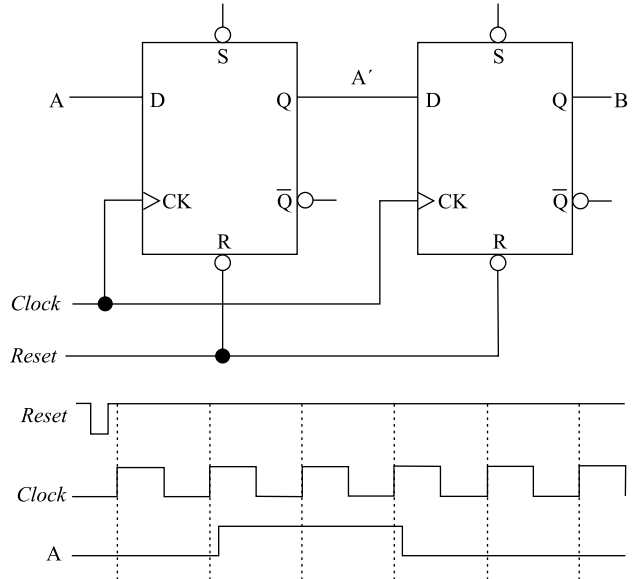 S S
A D Q A´ D Q B
CK Q̅ CK Q̅
R R
Clock
Reset
Reset
Clock
A